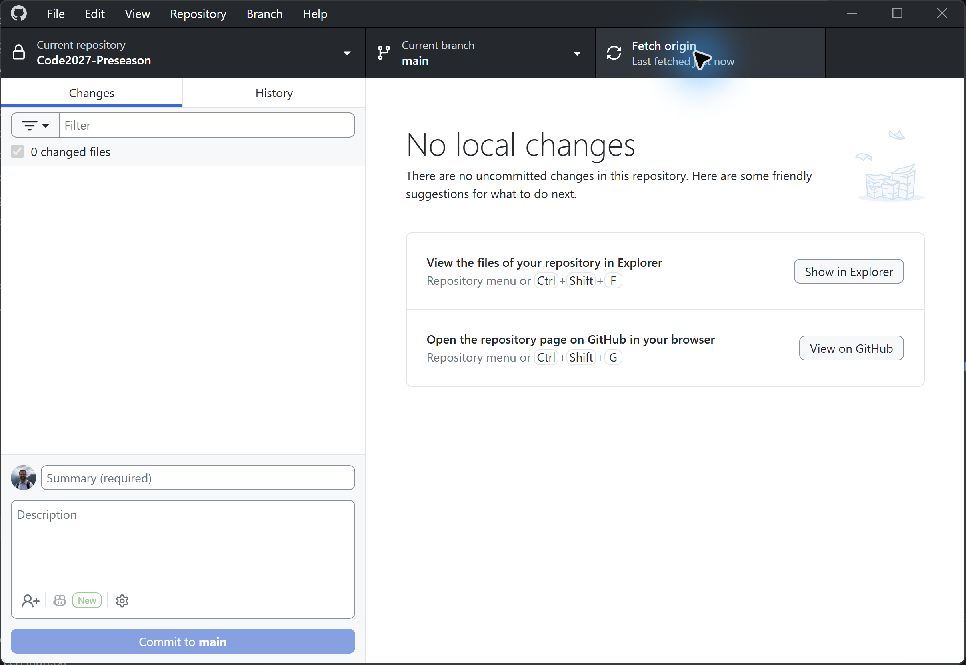 File Edit View Repository Branch Help
Current repository
Code2027-Preseason
Current branch
main
Fetch origin
Last fetched just now
Changes
History
Filter
0 changed files
No local changes
There are no uncommitted changes in this repository. Here are some friendly
suggestions for what to do next.
View the files of your repository in Explorer
Repository menu or Ctrl + Shift + F
Show in Explorer
Open the repository page on GitHub in your browser
Repository menu or Ctrl + Shift + G
View on GitHub
Summary (required)
Description
New
Commit to main